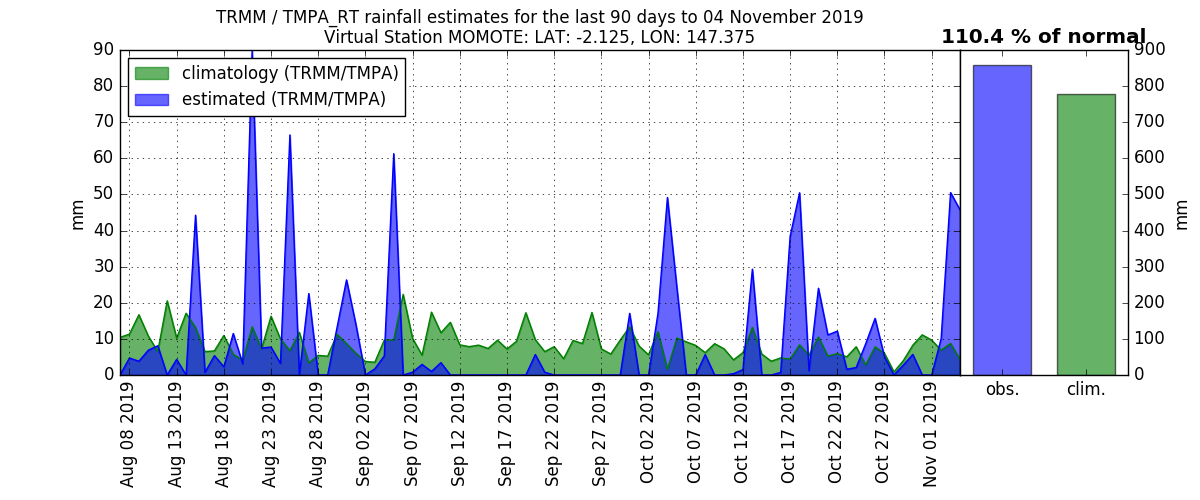 TRMM / TMPA_RT rainfall estimates for the last 90 days to 04 November 2019
Virtual Station MOMOTE: LAT: -2.125, LON: 147.375
110.4 % of normal
climatology (TRMM/TMPA)
estimated (TRMM/TMPA)
mm
90
80
70
60
50
40
30
20
10
0
Aug 08 2019
Aug 13 2019
Aug 18 2019
Aug 23 2019
Aug 28 2019
Sep 02 2019
Sep 07 2019
Sep 12 2019
Sep 17 2019
Sep 22 2019
Sep 27 2019
Oct 02 2019
Oct 07 2019
Oct 12 2019
Oct 17 2019
Oct 22 2019
Oct 27 2019
Nov 01 2019
obs.
clim.
900
800
700
600
500
400
300
200
100
0
mm